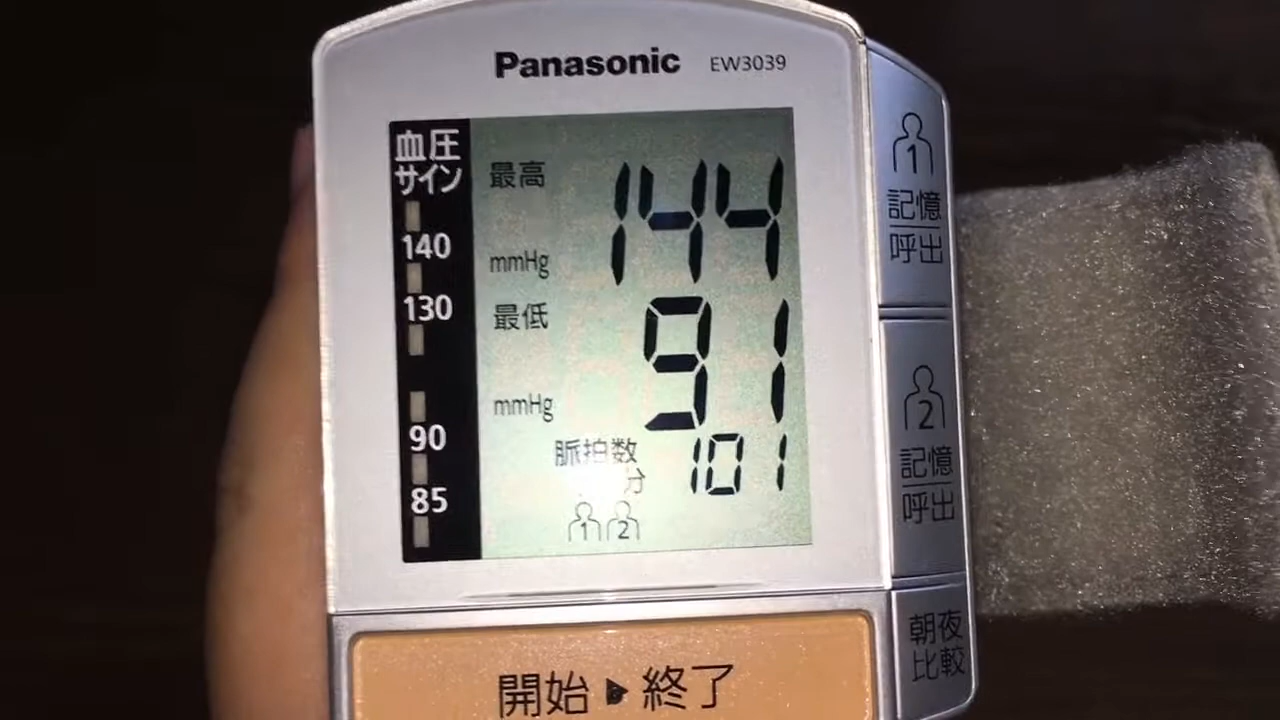 Panasonic EW3039
血圧
サイン
140
130
90
85
最高
mmHg
144
最低
mmHg
91
脈拍数
分
101
1 2
1
記憶
呼出
2
記憶
呼出
朝夜
比較
開始▶終了